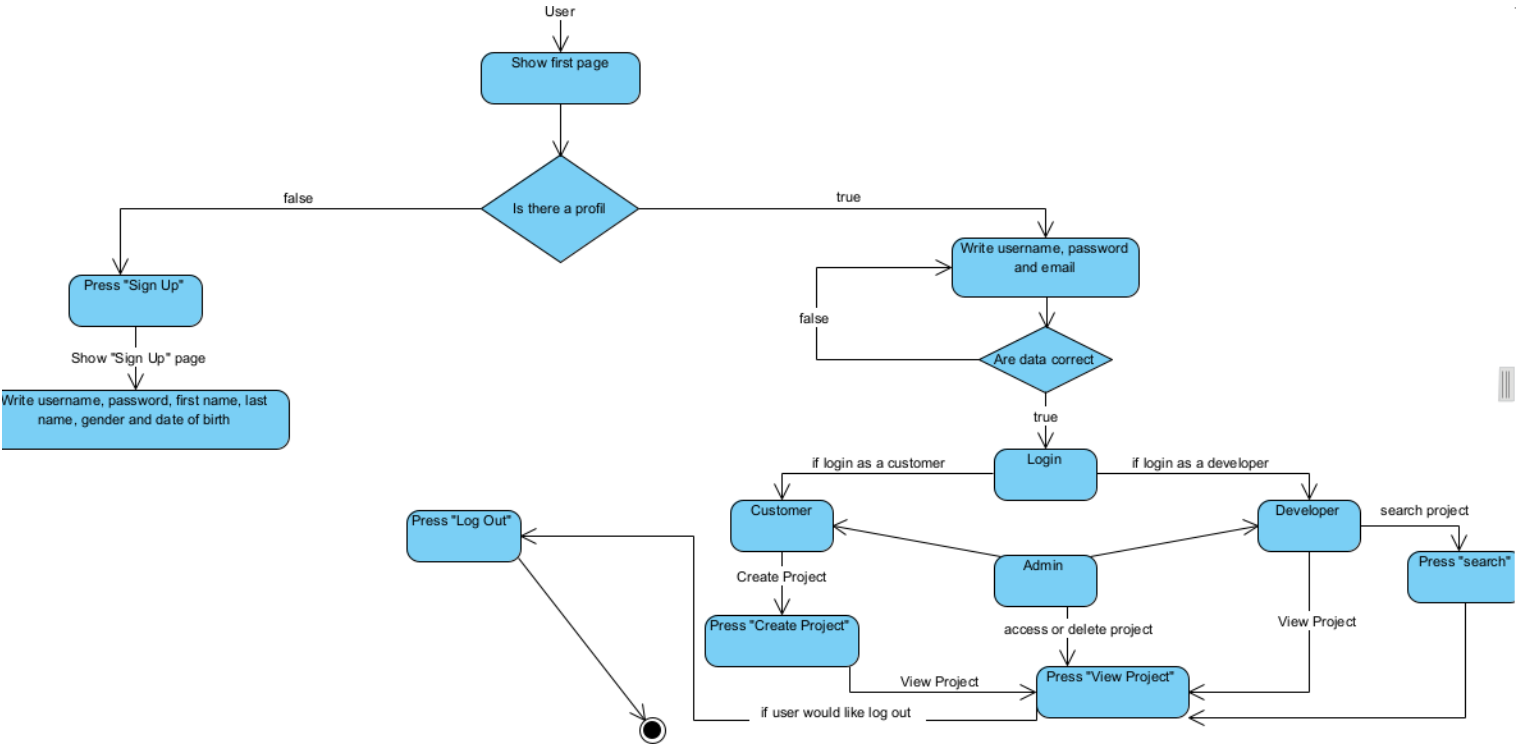 User
Show first page
Is there a profil
false
true
Write username, password
and email
Press "Sign Up"
false
Show "Sign Up" page
Are data correct
Write username, password, first name, last
name, gender and date of birth
true
Login
if login as a customer
if login as a developer
Press "Log Out"
Customer
Developer
search project
Admin
Press "search"
Create Project
Press "Create Project"
access or delete project
View Project
View Project
Press "View Project"
if user would like log out